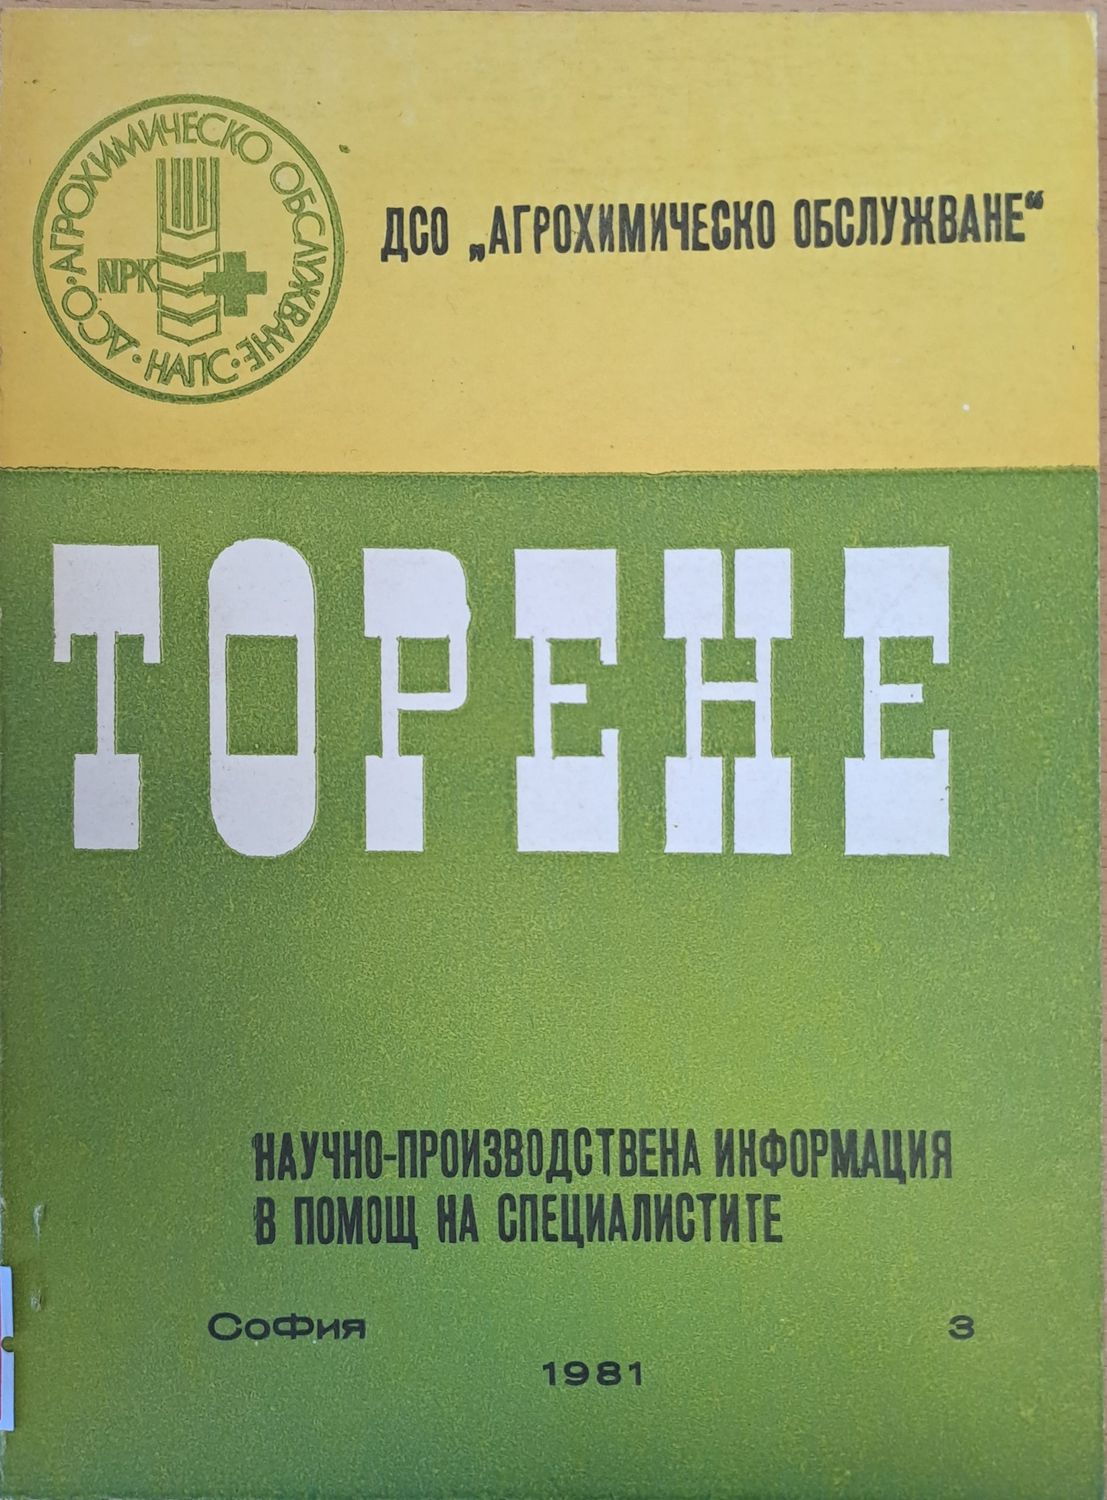 ДСО · АГРОХИМИЧЕСКО ОБСЛУЖВАНЕ · НАПС ·
NPK
ДСО „АГРОХИМИЧЕСКО ОБСЛУЖВАНЕ“
ТОРЕНЕ
НАУЧНО-ПРОИЗВОДСТВЕНА ИНФОРМАЦИЯ
В ПОМОЩ НА СПЕЦИАЛИСТИТЕ
София 3
1981